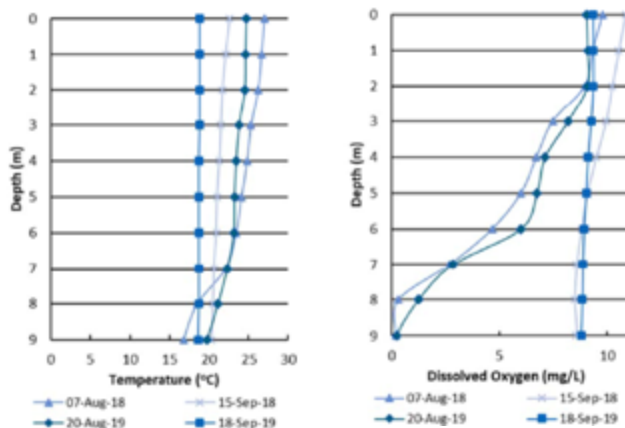 0
1
2
3
4
5
6
7
8
9
Depth (m)
0 5 10 15 20 25 30
Temperature (°C)
07-Aug-18 15-Sep-18
20-Aug-19 18-Sep-19
0
1
2
3
4
5
6
7
8
9
Depth (m)
0 5 10
Dissolved Oxygen (mg/L)
07-Aug-18 15-Sep-18
20-Aug-19 18-Sep-19